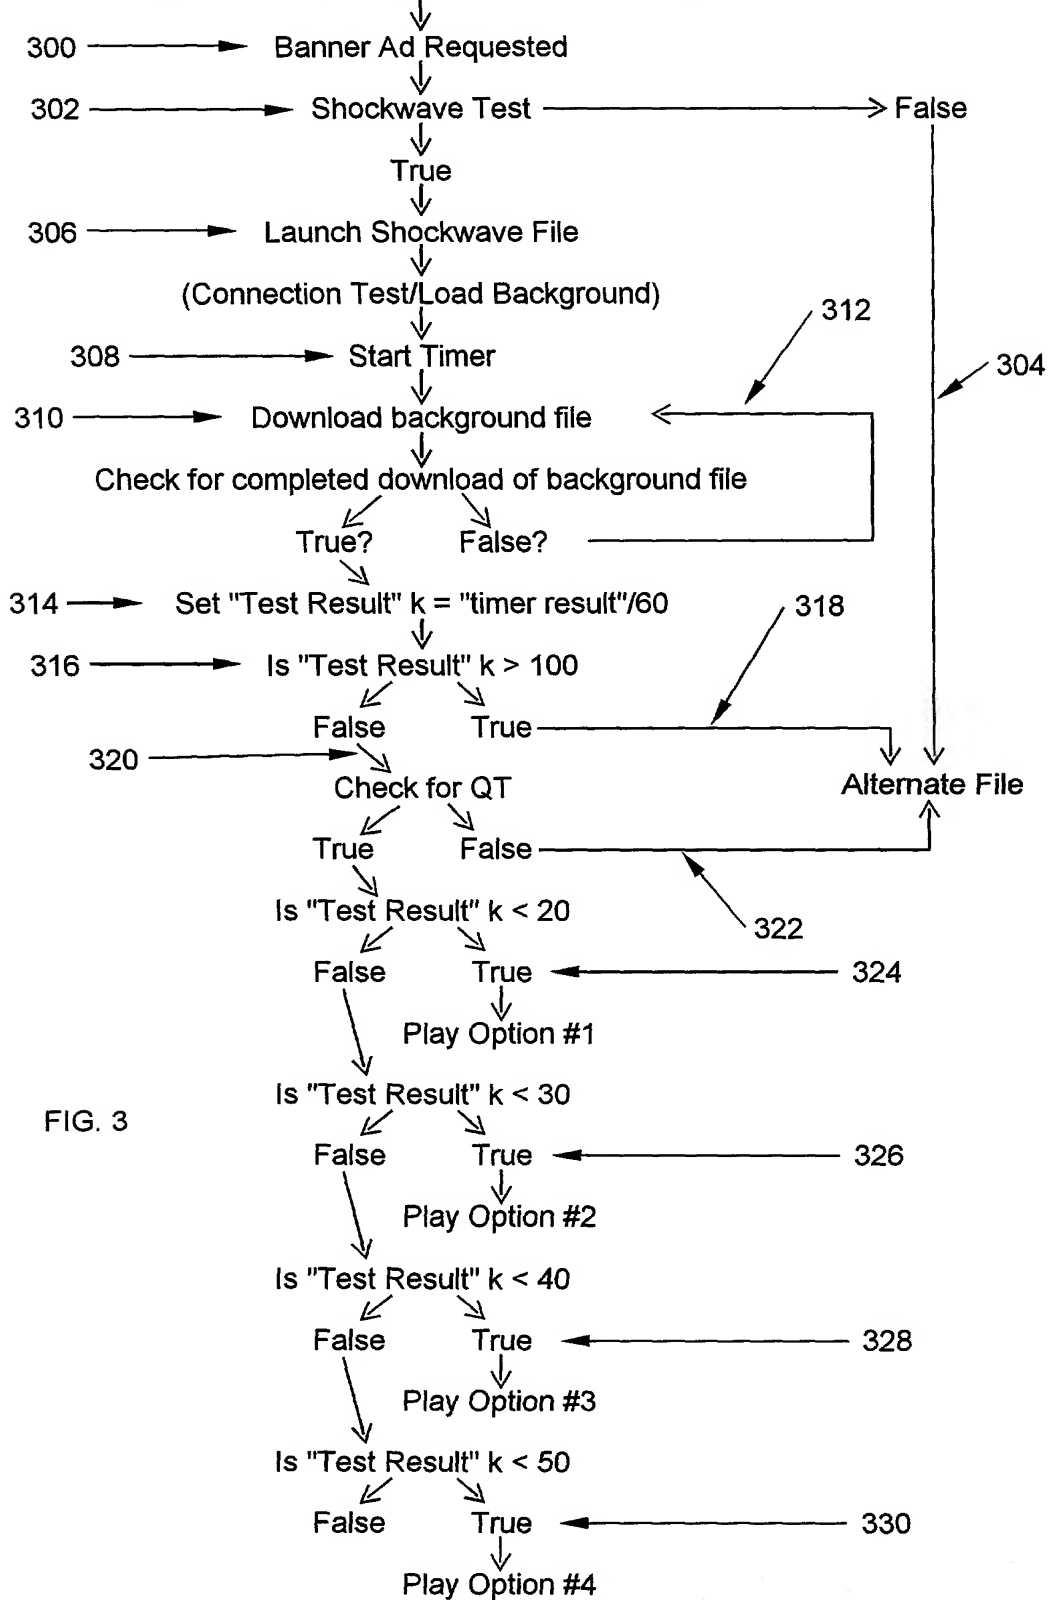 300 Banner Ad Requested
302 Shockwave Test False
True
306 Launch Shockwave File
(Connection Test/Load Background)
312
308 Start Timer
304
310 Download background file
Check for completed download of background file
True? False?
314 Set "Test Result" k = "timer result"/60
318
316 Is "Test Result" k > 100
False True
320
Check for QT
Alternate File
True False
Is "Test Result" k < 20
322
False True 324
Play Option #1
Is "Test Result" k < 30
FIG. 3
False True 326
Play Option #2
Is "Test Result" k < 40
False True 328
Play Option #3
Is "Test Result" k < 50
False True 330
Play Option #4